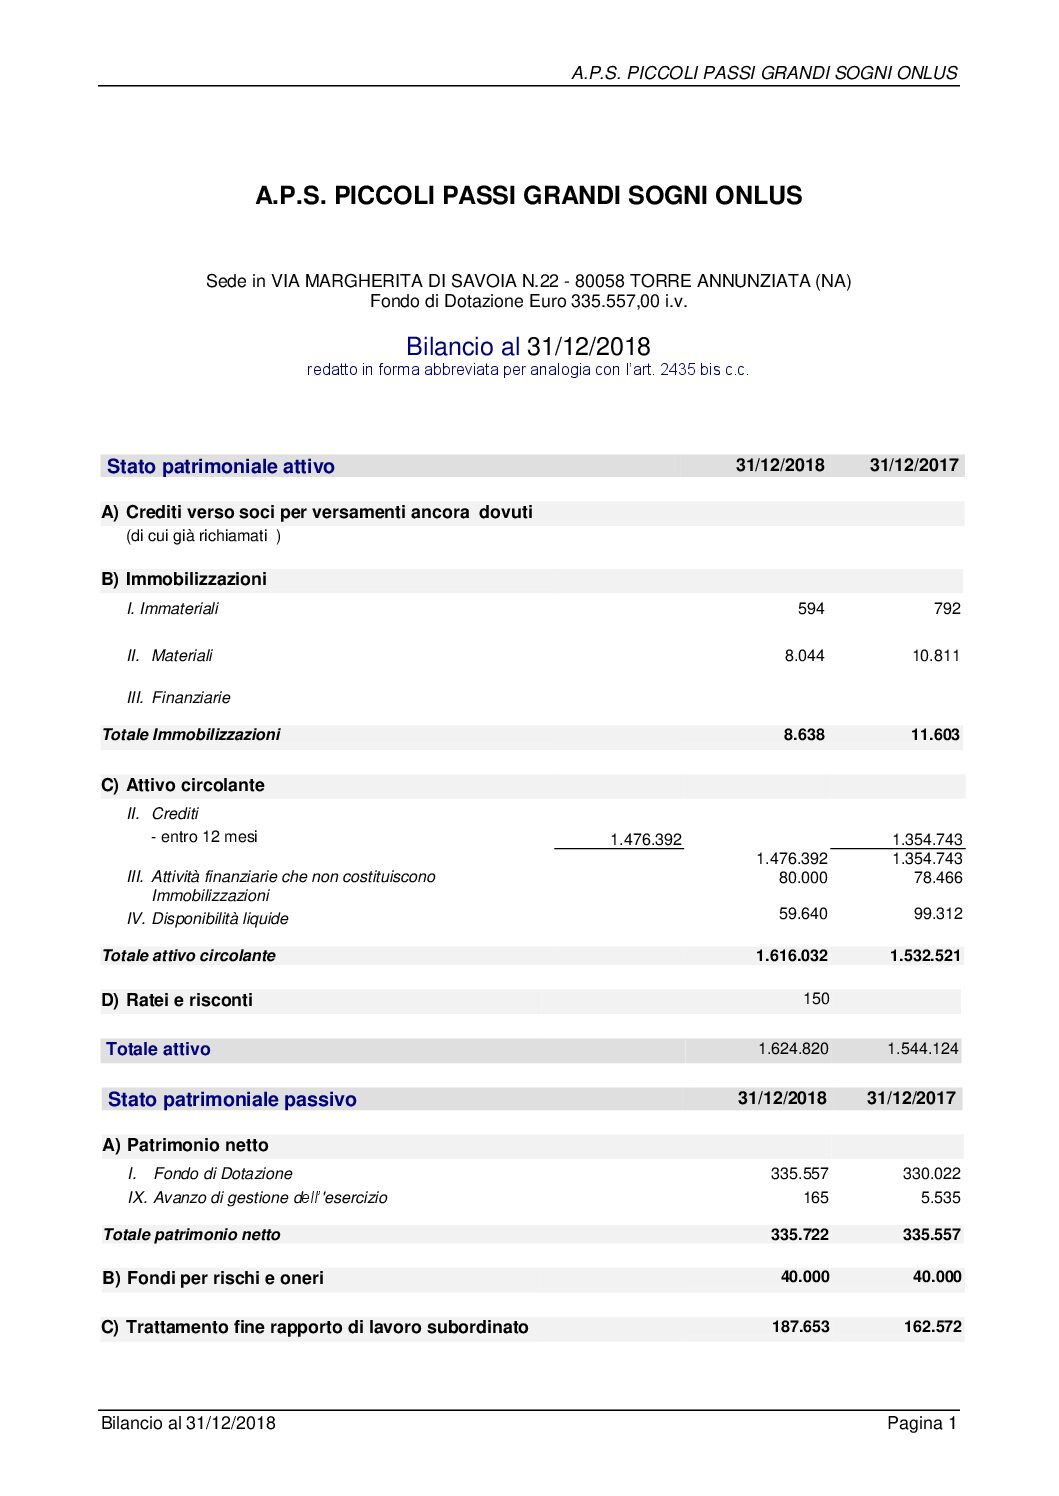 A.P.S. PICCOLI PASSI GRANDI SOGNI ONLUS
A.P.S. PICCOLI PASSI GRANDI SOGNI ONLUS
Sede in VIA MARGHERITA DI SAVOIA N.22 - 80058 TORRE ANNUNZIATA (NA)
Fondo di Dotazione Euro 335.557,00 i.v.
Bilancio al 31/12/2018
redatto in forma abbreviata per analogia con l'art. 2435 bis c.c.
Stato patrimoniale attivo 31/12/2018 31/12/2017
A) Crediti verso soci per versamenti ancora dovuti
(di cui già richiamati )
B) Immobilizzazioni
I. Immateriali 594 792
II. Materiali 8.044 10.811
III. Finanziarie
Totale Immobilizzazioni 8.638 11.603
C) Attivo circolante
II. Crediti
- entro 12 mesi 1.476.392 1.354.743
1.476.392 1.354.743
III. Attività finanziarie che non costituiscono 80.000 78.466
Immobilizzazioni
IV. Disponibilità liquide 59.640 99.312
Totale attivo circolante 1.616.032 1.532.521
D) Ratei e risconti 150
Totale attivo 1.624.820 1.544.124
Stato patrimoniale passivo 31/12/2018 31/12/2017
A) Patrimonio netto
I. Fondo di Dotazione 335.557 330.022
IX. Avanzo di gestione dell''esercizio 165 5.535
Totale patrimonio netto 335.722 335.557
B) Fondi per rischi e oneri 40.000 40.000
C) Trattamento fine rapporto di lavoro subordinato 187.653 162.572
Bilancio al 31/12/2018 Pagina 1